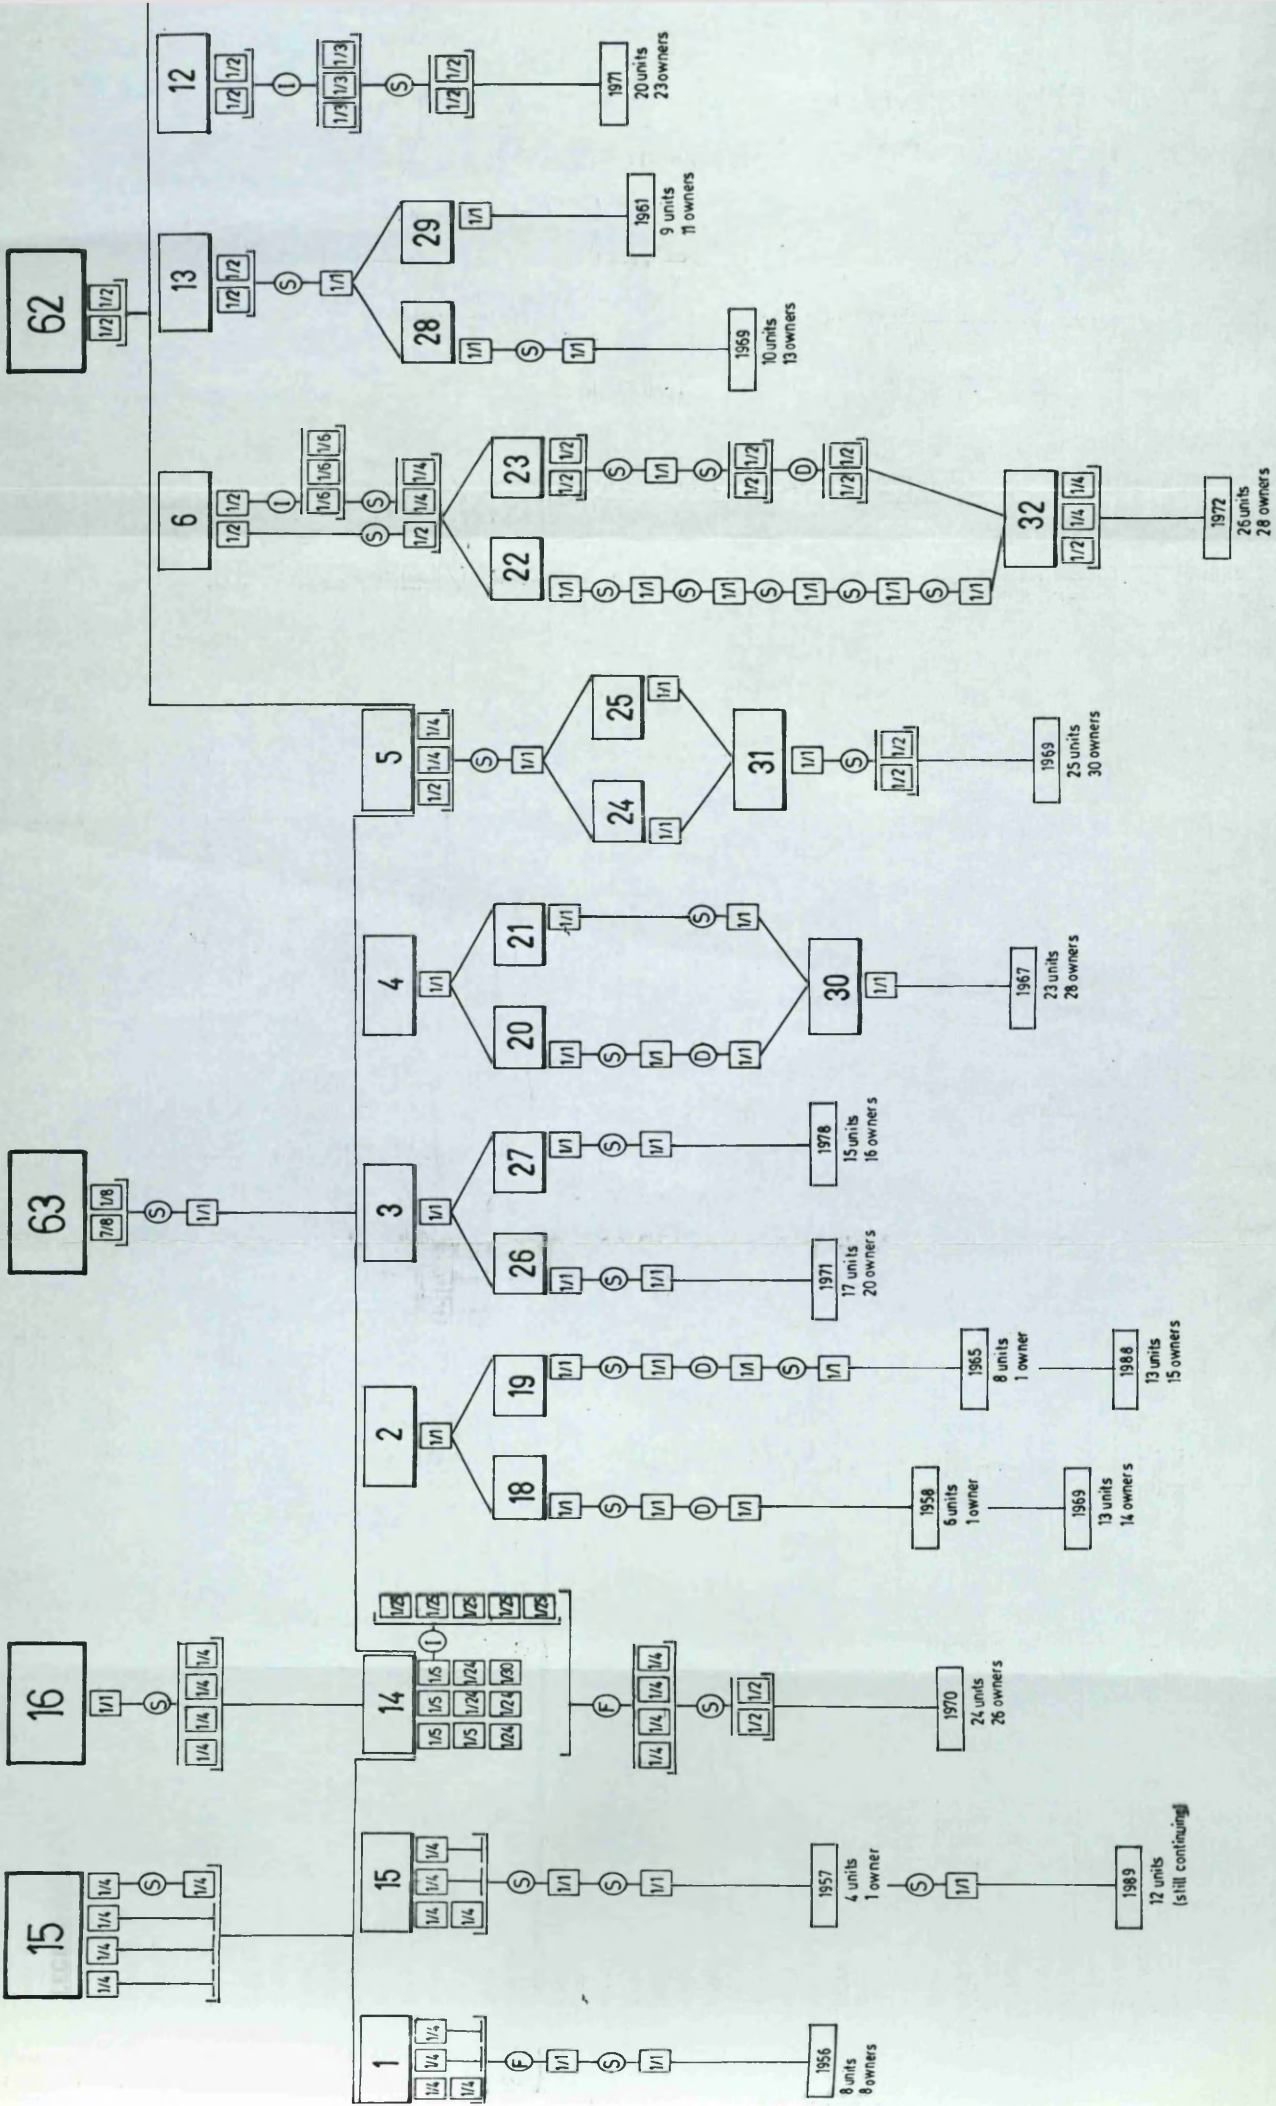 15
1/4 1/4 1/4 1/4
S
1/4
16
1/1
S
1/4 1/4 1/4 1/4
63
7/8 1/8
S
1/1
62
1/2 1/2
1
1/4 1/4 1/4
1/4
F
1/1
S
1/1
1956
8 units
8 owners
15
1/4 1/4 1/4
1/4
S
1/1
S
1/1
1957
4 units
1 owner
S
1/1
1989
12 units
(still continuing)
14
1/5 1/5 1/5
1/5 1/24 1/24
1/24 1/24 1/30
I
1/25
1/25
1/25
1/25
1/25
F
1/4 1/4 1/4 1/4
S
1/2 1/2
1970
24 units
26 owners
2
1/1
18
1/1
S
1/1
D
1/1
1958
6 units
1 owner
1969
13 units
14 owners
19
1/1
S
1/1
D
1/1
S
1/1
1965
8 units
1 owner
1988
13 units
15 owners
3
1/1
26
1/1
S
1/1
1971
17 units
20 owners
27
1/1
S
1/1
1978
15 units
16 owners
4
1/1
20
1/1
S
1/1
D
1/1
21
1/1
S
1/1
30
1/1
1967
23 units
28 owners
5
1/2 1/4 1/4
S
1/1
24
1/1
25
1/1
31
1/1
S
1/2 1/2
1969
25 units
30 owners
6
1/2 1/2
I
1/6 1/6 1/6
S S
1/2 1/4 1/4
22
1/1
S
1/1
S
1/1
S
1/1
S
1/1
S
1/1
23
1/2 1/2
S
1/1
S
1/2 1/2
D
1/2 1/2
32
1/2 1/4 1/4
1972
26 units
28 owners
13
1/2 1/2
S
1/1
28
1/1
S
1/1
1969
10 units
13 owners
29
1/1
1961
9 units
11 owners
12
1/2 1/2
I
1/3 1/3 1/3
S
1/2 1/2
1971
20 units
23 owners